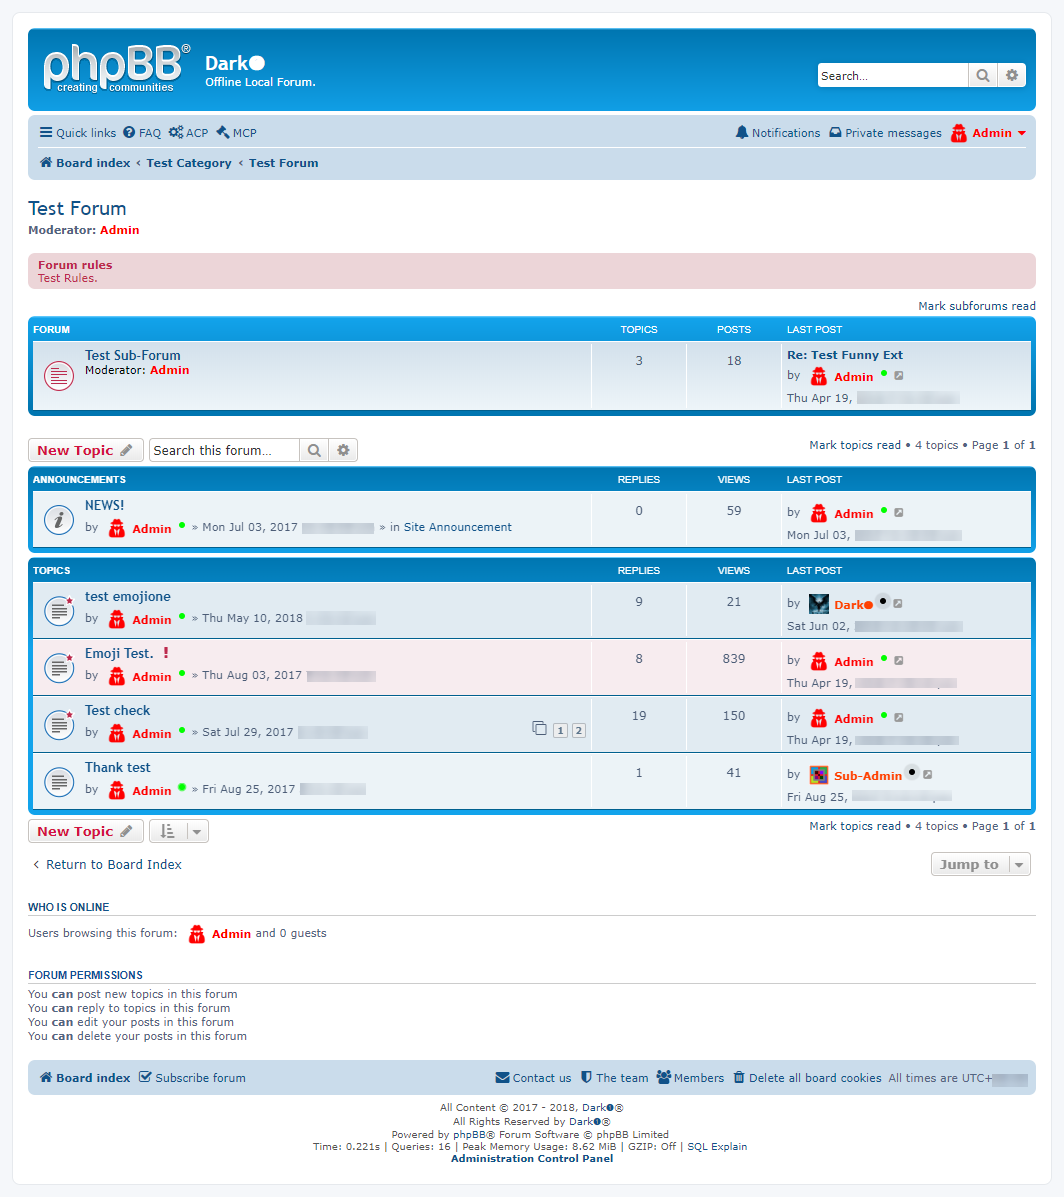 phpBB®
creating communities
Dark●
Offline Local Forum.
Search…
Quick links FAQ ACP MCP
Notifications Private messages Admin
Board index ‹ Test Category ‹ Test Forum
Test Forum
Moderator: Admin
Forum rules
Test Rules.
Mark subforums read
FORUM TOPICS POSTS LAST POST
Test Sub-Forum 3 18 Re: Test Funny Ext
Moderator: Admin
by Admin
Thu Apr 19,
New Topic Search this forum… Mark topics read • 4 topics • Page 1 of 1
ANNOUNCEMENTS REPLIES VIEWS LAST POST
NEWS! 0 59
by Admin » Mon Jul 03, 2017 » in Site Announcement
by Admin
Mon Jul 03,
TOPICS REPLIES VIEWS LAST POST
test emojione 9 21
by Admin » Thu May 10, 2018
by Dark●
Sat Jun 02,
Emoji Test. ! 8 839
by Admin » Thu Aug 03, 2017
by Admin
Thu Apr 19,
Test check 19 150
by Admin » Sat Jul 29, 2017 1 2
by Admin
Thu Apr 19,
Thank test 1 41
by Admin » Fri Aug 25, 2017
by Sub-Admin
Fri Aug 25,
New Topic Mark topics read • 4 topics • Page 1 of 1
‹ Return to Board Index Jump to
WHO IS ONLINE
Users browsing this forum: Admin and 0 guests
FORUM PERMISSIONS
You can post new topics in this forum
You can reply to topics in this forum
You can edit your posts in this forum
You can delete your posts in this forum
Board index Subscribe forum Contact us The team Members Delete all board cookies All times are UTC+
All Content © 2017 - 2018, Dark❶®
All Rights Reserved by Dark❶®
Powered by phpBB® Forum Software © phpBB Limited
Time: 0.221s | Queries: 16 | Peak Memory Usage: 8.62 MiB | GZIP: Off | SQL Explain
Administration Control Panel